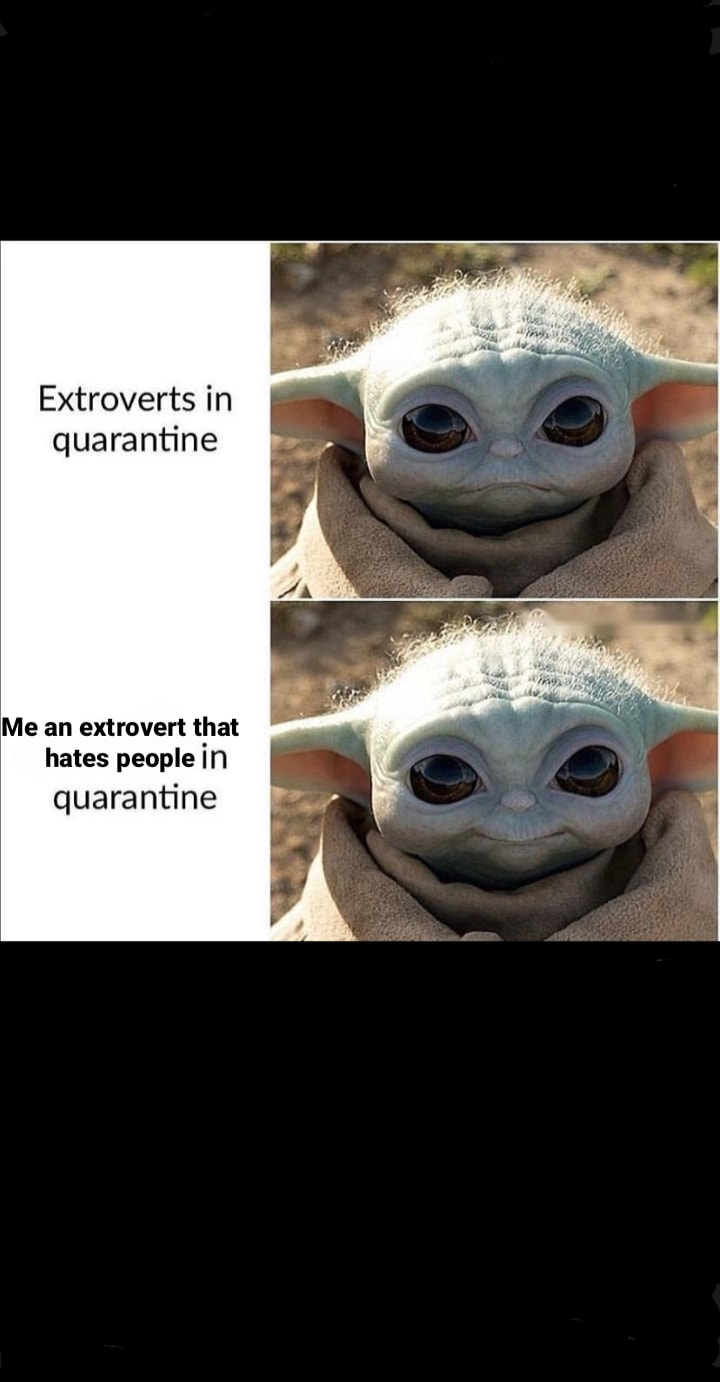 Extroverts in
quarantine
Me an extrovert that
hates people in
quarantine